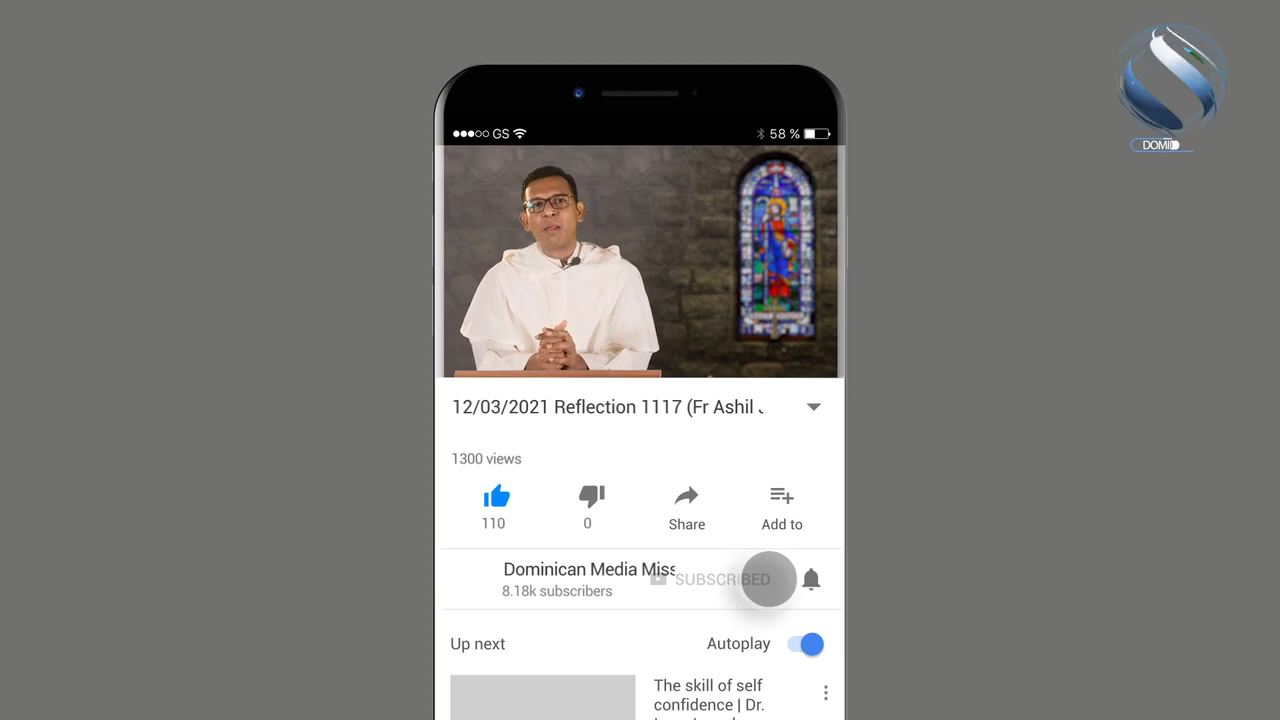 GS
58 %
12/03/2021 Reflection 1117 (Fr Ashil
1300 views
110
0
Share
Add to
Dominican Media Miss
SUBSCRIBED
8.18k subscribers
Up next
Autoplay
The skill of self
confidence | Dr.